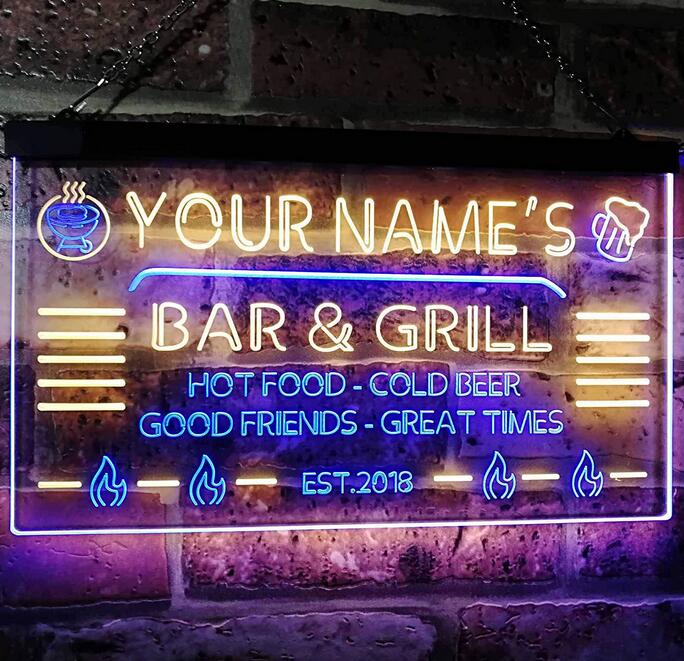 YOUR NAME'S
BAR & GRILL
HOT FOOD - COLD BEER
GOOD FRIENDS - GREAT TIMES
EST.2018